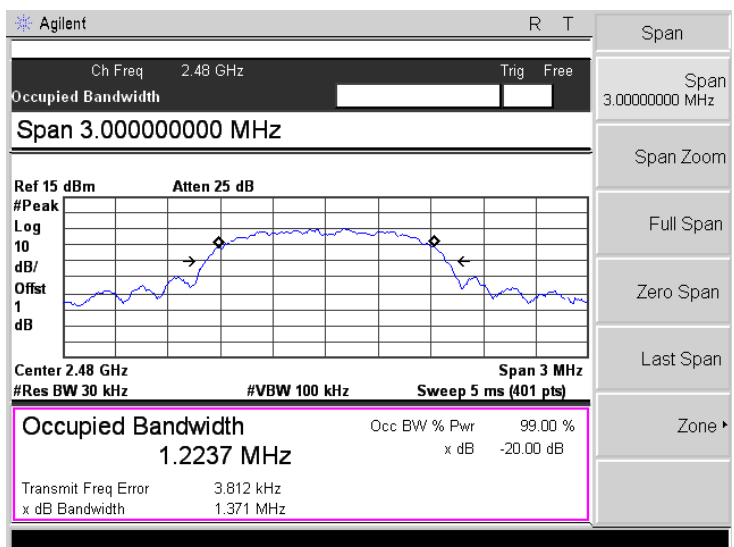 Agilent R T
Span
Ch Freq 2.48 GHz Trig Free
Occupied Bandwidth
Span
3.00000000 MHz
Span 3.000000000 MHz
Span Zoom
Ref 15 dBm Atten 25 dB
#Peak
Log
10
dB/
Offst
1
dB
Full Span
Zero Span
Last Span
Center 2.48 GHz Span 3 MHz
#Res BW 30 kHz #VBW 100 kHz Sweep 5 ms (401 pts)
Occupied Bandwidth Occ BW % Pwr 99.00 %
1.2237 MHz x dB -20.00 dB
Zone
Transmit Freq Error 3.812 kHz
x dB Bandwidth 1.371 MHz